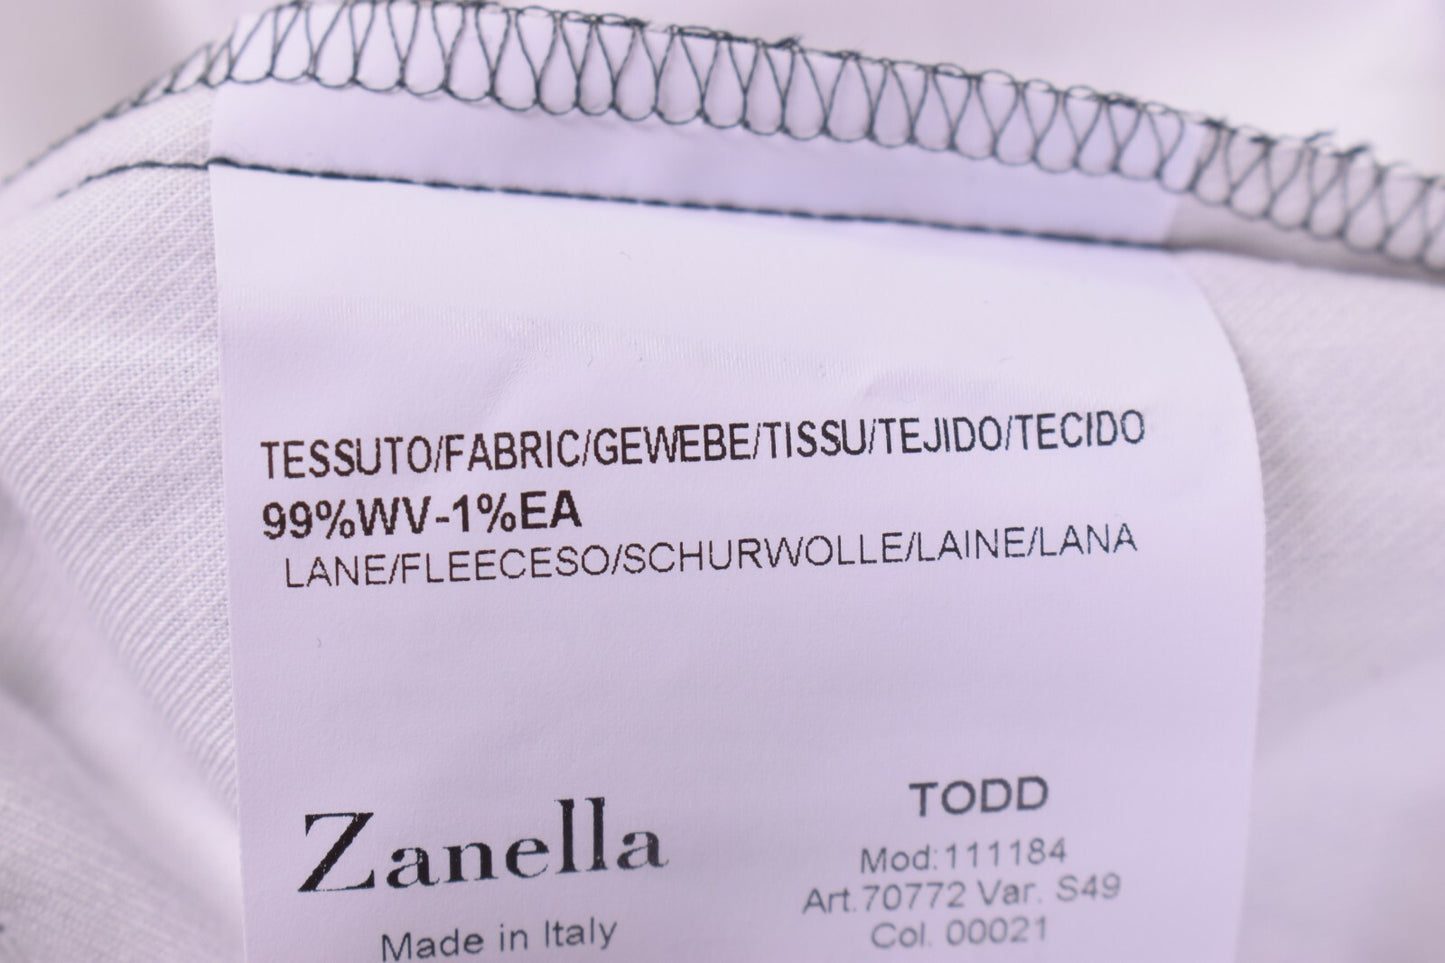 TESSUTO/FABRIC/GEWEBE/TISSU/TEJIDO/TECIDO
99%WV-1%EA
LANE/FLEECESO/SCHURWOLLE/LAINE/LANA
Zanella
Made in Italy
TODD
Mod:111184
Art.70772 Var. S49
Col. 00021